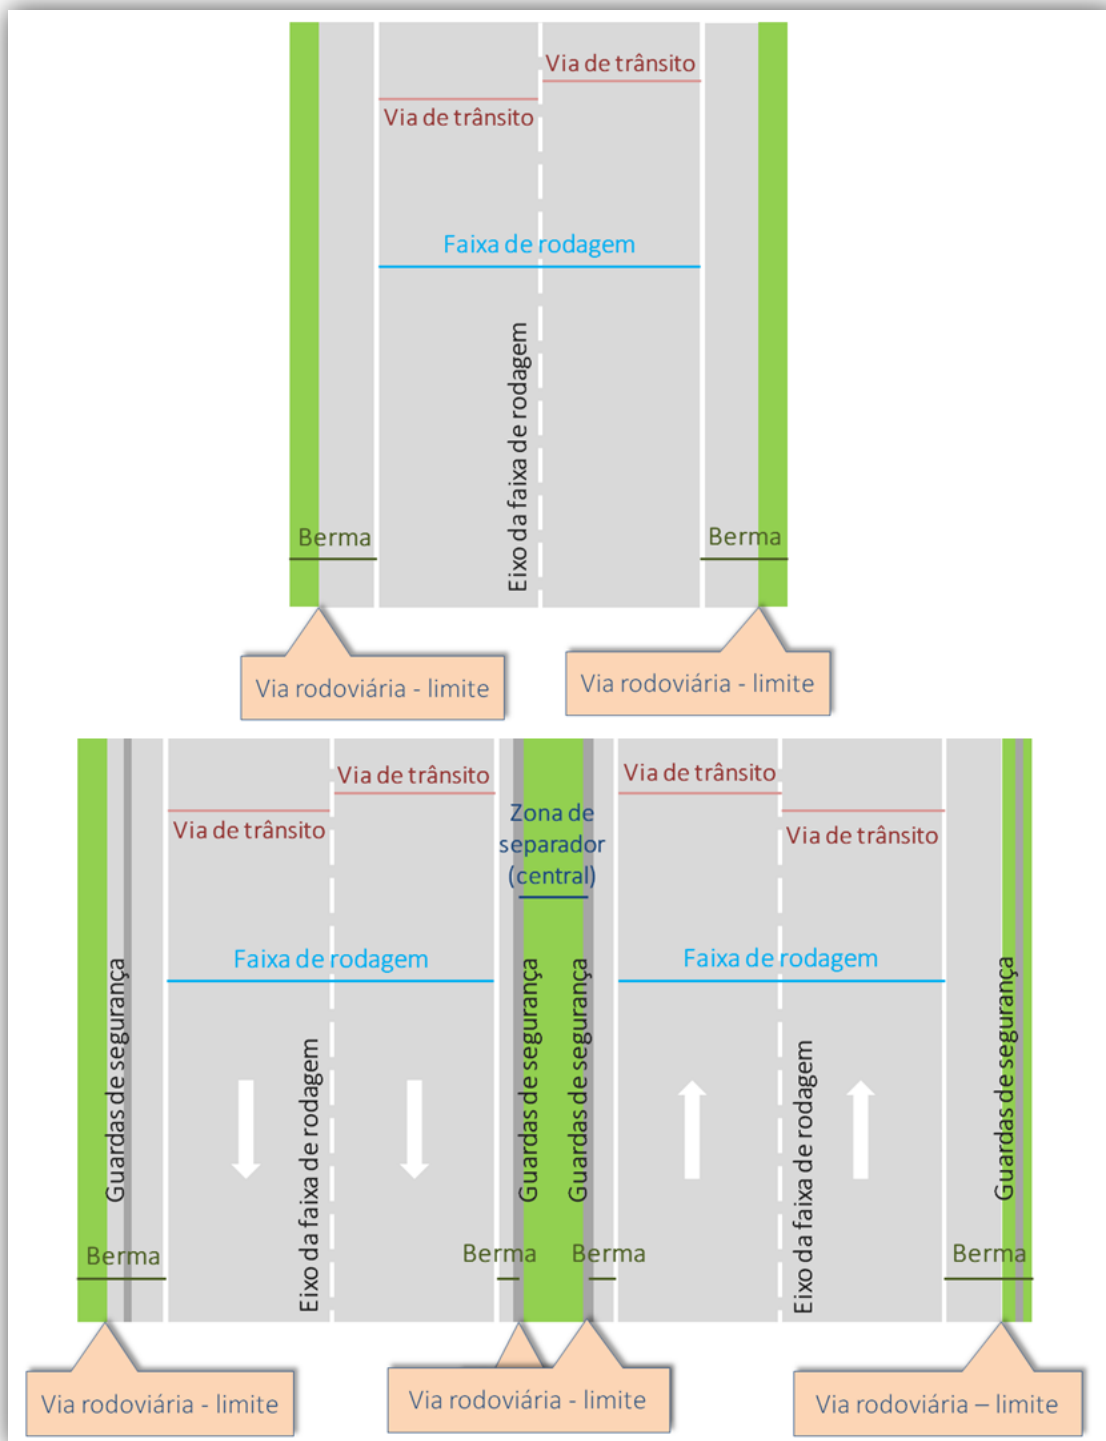 Via de trânsito
Via de trânsito
Faixa de rodagem
Eixo da faixa de rodagem
Berma
Berma
Via rodoviária - limite
Via rodoviária - limite
Via de trânsito
Via de trânsito
Via de trânsito
Via de trânsito
Zona de
separador
(central)
Faixa de rodagem
Faixa de rodagem
Guardas de segurança
Eixo da faixa de rodagem
Guardas de segurança
Guardas de segurança
Eixo da faixa de rodagem
Guardas de segurança
Berma
Berma
Berma
Berma
Via rodoviária - limite
Via rodoviária - limite
Via rodoviária – limite